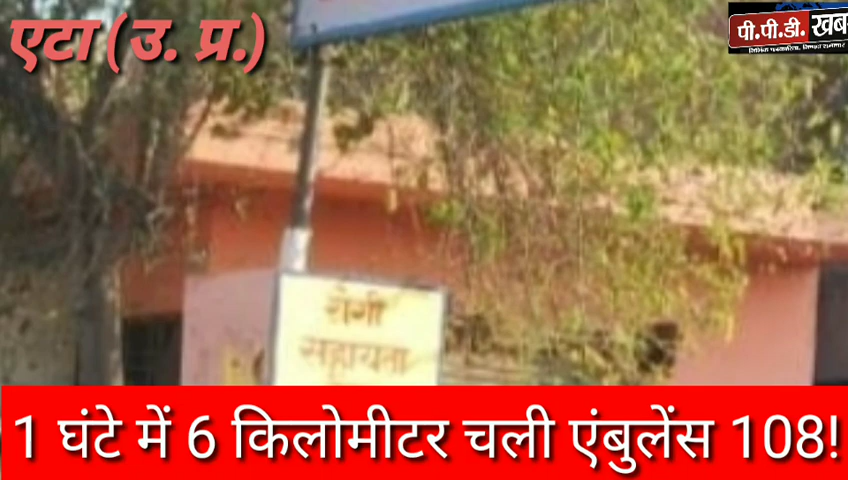 एटा (उ. प्र.)
पी.पी.डी. खब
रोगी
सहायता
1 घंटे में 6 किलोमीटर चली एंबुलेंस 108!